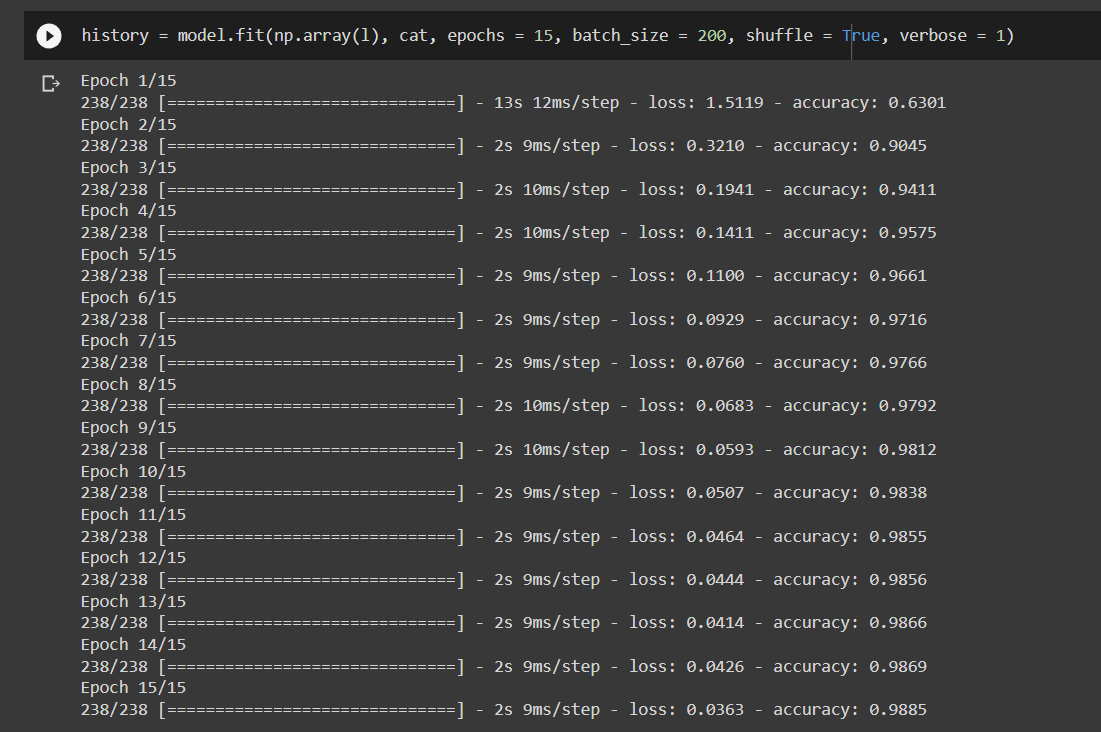 history = model.fit(np.array(l), cat, epochs = 15, batch_size = 200, shuffle = True, verbose = 1)
Epoch 1/15
238/238 [==============================] - 13s 12ms/step - loss: 1.5119 - accuracy: 0.6301
Epoch 2/15
238/238 [==============================] - 2s 9ms/step - loss: 0.3210 - accuracy: 0.9045
Epoch 3/15
238/238 [==============================] - 2s 10ms/step - loss: 0.1941 - accuracy: 0.9411
Epoch 4/15
238/238 [==============================] - 2s 10ms/step - loss: 0.1411 - accuracy: 0.9575
Epoch 5/15
238/238 [==============================] - 2s 9ms/step - loss: 0.1100 - accuracy: 0.9661
Epoch 6/15
238/238 [==============================] - 2s 9ms/step - loss: 0.0929 - accuracy: 0.9716
Epoch 7/15
238/238 [==============================] - 2s 9ms/step - loss: 0.0760 - accuracy: 0.9766
Epoch 8/15
238/238 [==============================] - 2s 10ms/step - loss: 0.0683 - accuracy: 0.9792
Epoch 9/15
238/238 [==============================] - 2s 10ms/step - loss: 0.0593 - accuracy: 0.9812
Epoch 10/15
238/238 [==============================] - 2s 9ms/step - loss: 0.0507 - accuracy: 0.9838
Epoch 11/15
238/238 [==============================] - 2s 9ms/step - loss: 0.0464 - accuracy: 0.9855
Epoch 12/15
238/238 [==============================] - 2s 9ms/step - loss: 0.0444 - accuracy: 0.9856
Epoch 13/15
238/238 [==============================] - 2s 9ms/step - loss: 0.0414 - accuracy: 0.9866
Epoch 14/15
238/238 [==============================] - 2s 9ms/step - loss: 0.0426 - accuracy: 0.9869
Epoch 15/15
238/238 [==============================] - 2s 9ms/step - loss: 0.0363 - accuracy: 0.9885